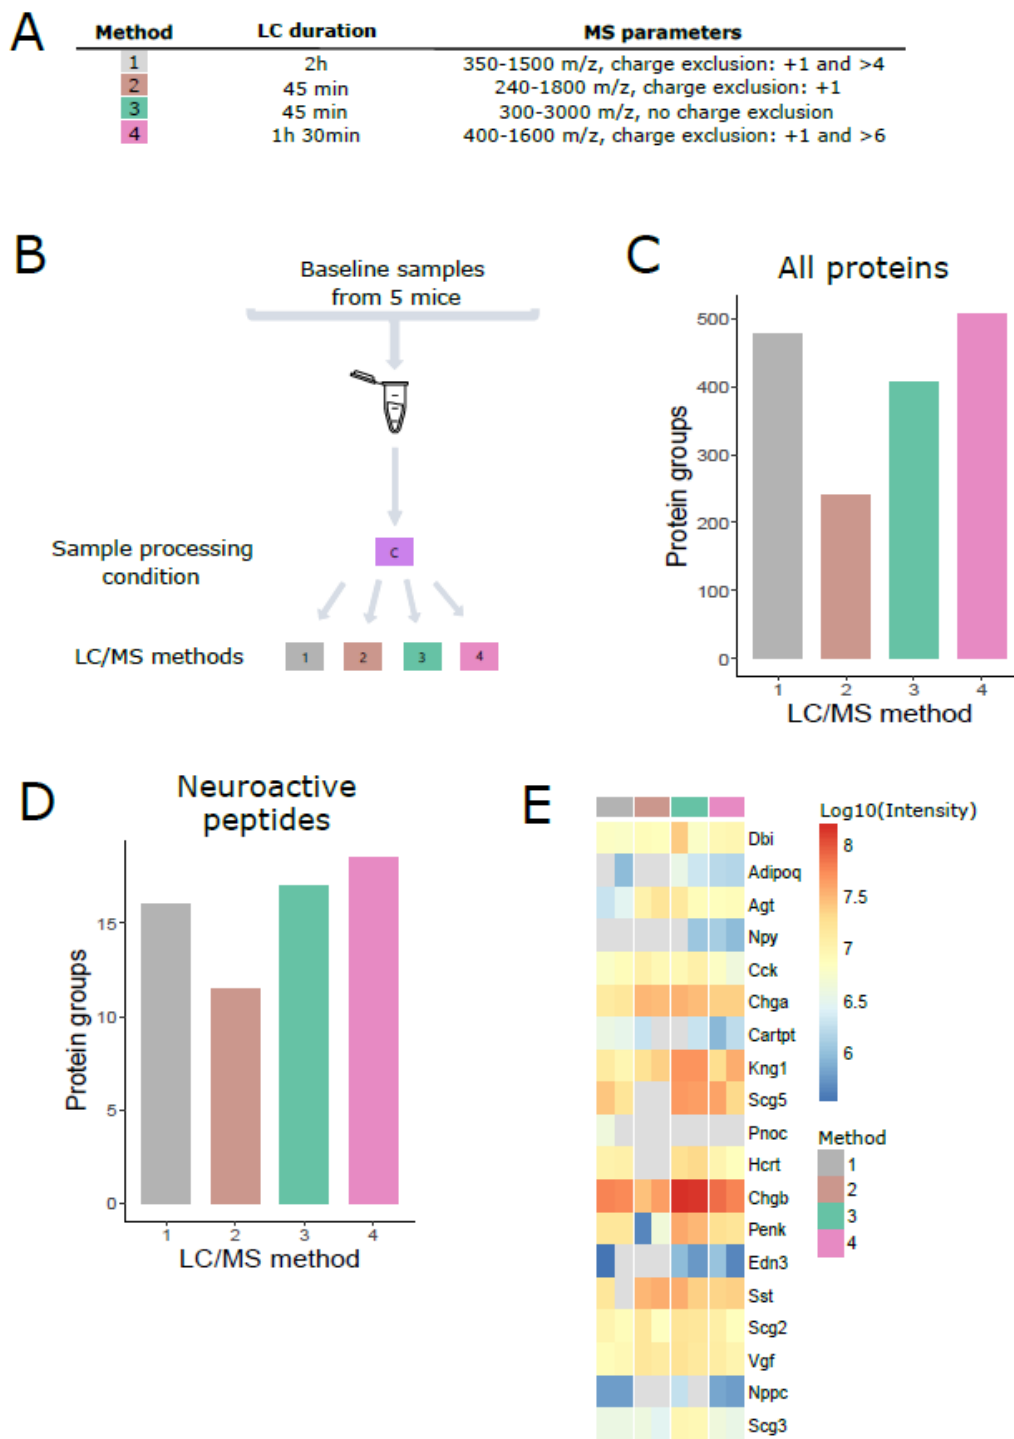 A
Method LC duration MS parameters
1 2h 350-1500 m/z, charge exclusion: +1 and >4
2 45 min 240-1800 m/z, charge exclusion: +1
3 45 min 300-3000 m/z, no charge exclusion
4 1h 30min 400-1600 m/z, charge exclusion: +1 and >6
B
Baseline samples
from 5 mice
Sample processing
condition
C
LC/MS methods 1 2 3 4
C
All proteins
Protein groups
500
400
300
200
100
0
1 2 3 4
LC/MS method
D
Neuroactive
peptides
Protein groups
15
10
5
0
1 2 3 4
LC/MS method
E
Dbi
Adipoq
Agt
Npy
Cck
Chga
Cartpt
Kng1
Scg5
Pnoc
Hcrt
Chgb
Penk
Edn3
Sst
Scg2
Vgf
Nppc
Scg3
Log10(Intensity)
8
7.5
7
6.5
6
Method
1
2
3
4